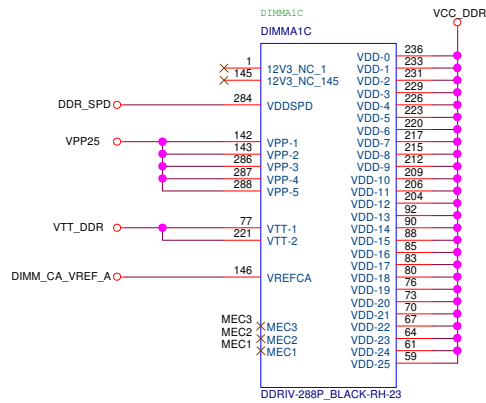 DIMMA1C
VCC_DDR
DIMMA1C
1 12V3_NC_1
145 12V3_NC_145
DDR_SPD 284 VDDSPD
VPP25 142 VPP-1
143 VPP-2
286 VPP-3
287 VPP-4
288 VPP-5
VTT_DDR 77 VTT-1
221 VTT-2
DIMM_CA_VREF_A 146 VREFCA
MEC3 MEC3
MEC2 MEC2
MEC1 MEC1
VDD-0 236
VDD-1 233
VDD-2 231
VDD-3 229
VDD-4 226
VDD-5 223
VDD-6 220
VDD-7 217
VDD-8 215
VDD-9 212
VDD-10 209
VDD-11 206
VDD-12 204
VDD-13 92
VDD-14 90
VDD-15 88
VDD-16 85
VDD-17 83
VDD-18 80
VDD-19 76
VDD-20 73
VDD-21 70
VDD-22 67
VDD-23 64
VDD-24 61
VDD-25 59
DDRIV-288P_BLACK-RH-23